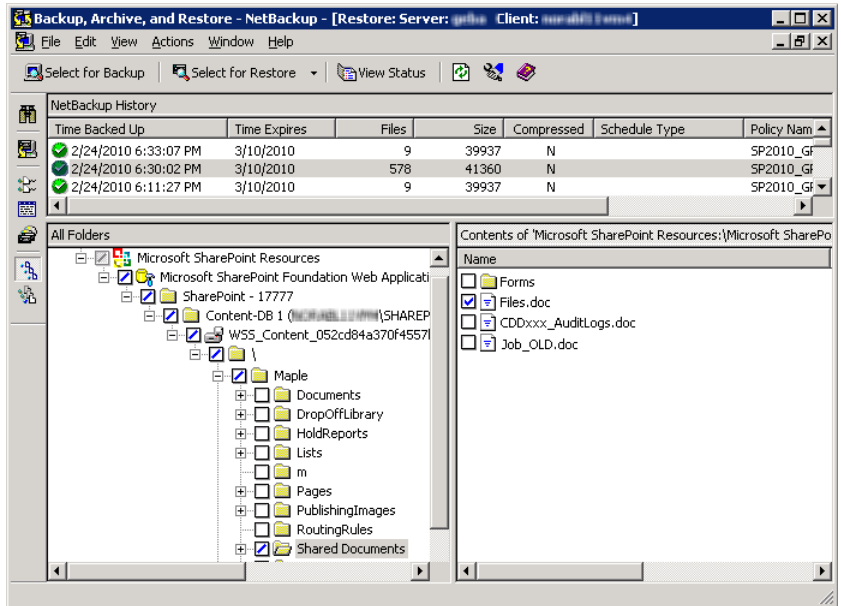 Backup, Archive, and Restore - NetBackup - [Restore: Server: Client: ]
File Edit View Actions Window Help
Select for Backup Select for Restore View Status
NetBackup History
Time Backed Up Time Expires Files Size Compressed Schedule Type Policy Nam
2/24/2010 6:33:07 PM 3/10/2010 9 39937 N SP2010_GF
2/24/2010 6:30:02 PM 3/10/2010 578 41360 N SP2010_GF
2/24/2010 6:11:27 PM 3/10/2010 9 39937 N SP2010_GF
All Folders
Contents of 'Microsoft SharePoint Resources:\Microsoft SharePo
Name
Microsoft SharePoint Resources
Microsoft SharePoint Foundation Web Applicati
SharePoint - 17777
Content-DB 1 ( \SHAREP
WSS_Content_052cd84a370f4557l
\
Maple
Documents
DropOffLibrary
HoldReports
Lists
m
Pages
PublishingImages
RoutingRules
Shared Documents
Forms
Files.doc
CDDxxx_AuditLogs.doc
Job_OLD.doc